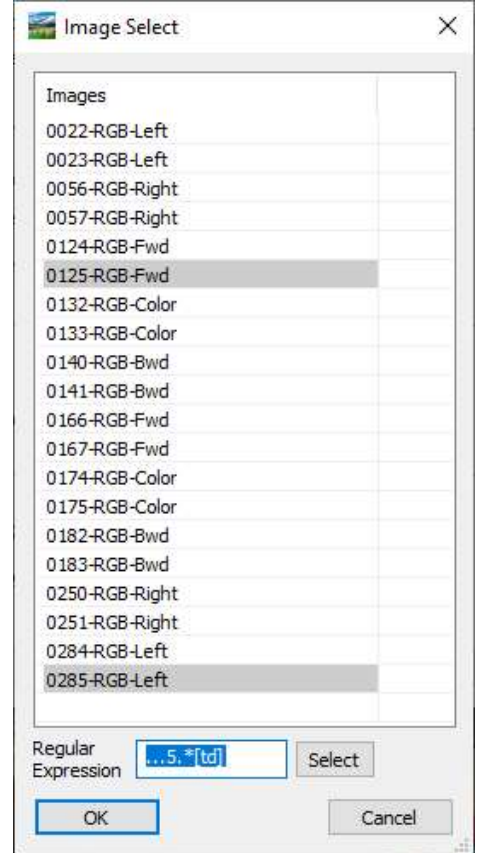 Image Select
Images
0022-RGB-Left
0023-RGB-Left
0056-RGB-Right
0057-RGB-Right
0124-RGB-Fwd
0125-RGB-Fwd
0132-RGB-Color
0133-RGB-Color
0140-RGB-Bwd
0141-RGB-Bwd
0166-RGB-Fwd
0167-RGB-Fwd
0174-RGB-Color
0175-RGB-Color
0182-RGB-Bwd
0183-RGB-Bwd
0250-RGB-Right
0251-RGB-Right
0284-RGB-Left
0285-RGB-Left
Regular
Expression
...5.*[td]
Select
OK
Cancel